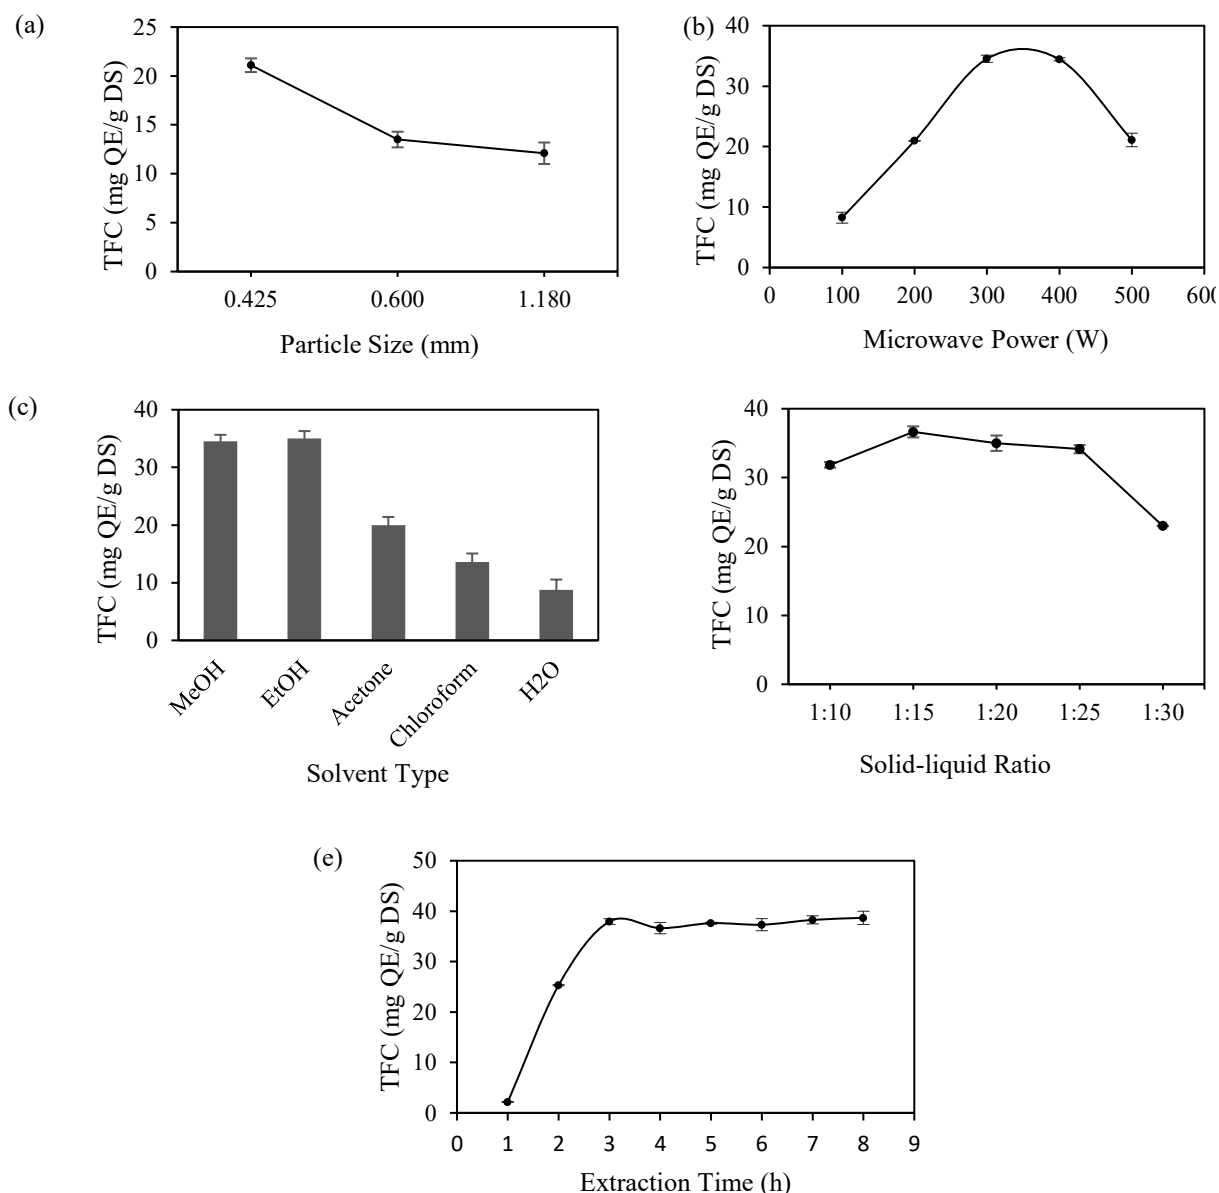 (a)
25
20
15
10
5
0
TFC (mg QE/g DS)
0.425 0.600 1.180
Particle Size (mm)
(b)
40
30
20
10
0
TFC (mg QE/g DS)
0 100 200 300 400 500 600
Microwave Power (W)
(c)
40
30
20
10
0
TFC (mg QE/g DS)
MeOH EtOH Acetone Chloroform H2O
Solvent Type
40
30
20
10
0
TFC (mg QE/g DS)
1:10 1:15 1:20 1:25 1:30
Solid-liquid Ratio
(e)
50
40
30
20
10
0
TFC (mg QE/g DS)
0 1 2 3 4 5 6 7 8 9
Extraction Time (h)